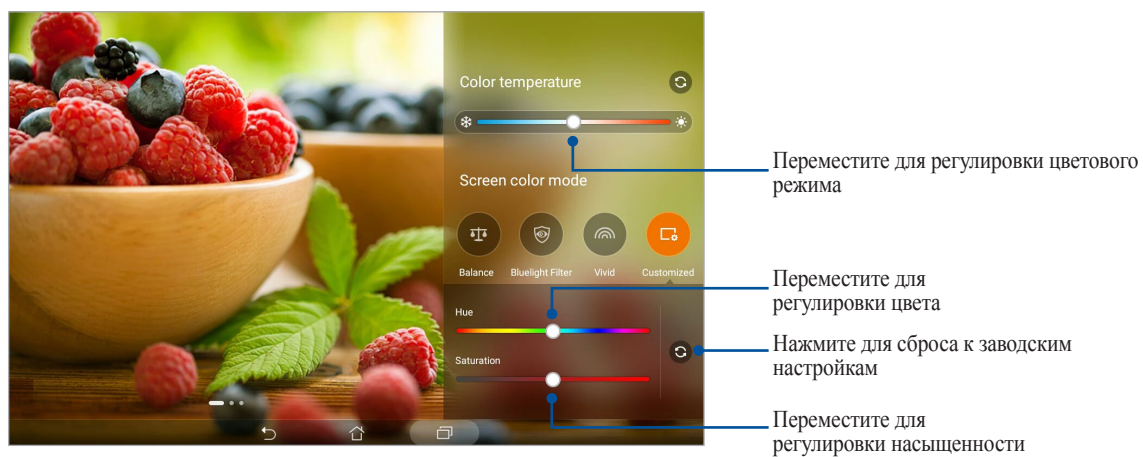 Color temperature
Переместите для регулировки цветового
режима
Screen color mode
Balance
Bluelight Filter
Vivid
Customized
Переместите для
регулировки цвета
Hue
Нажмите для сброса к заводским
настройкам
Saturation
Переместите для
регулировки насыщенности